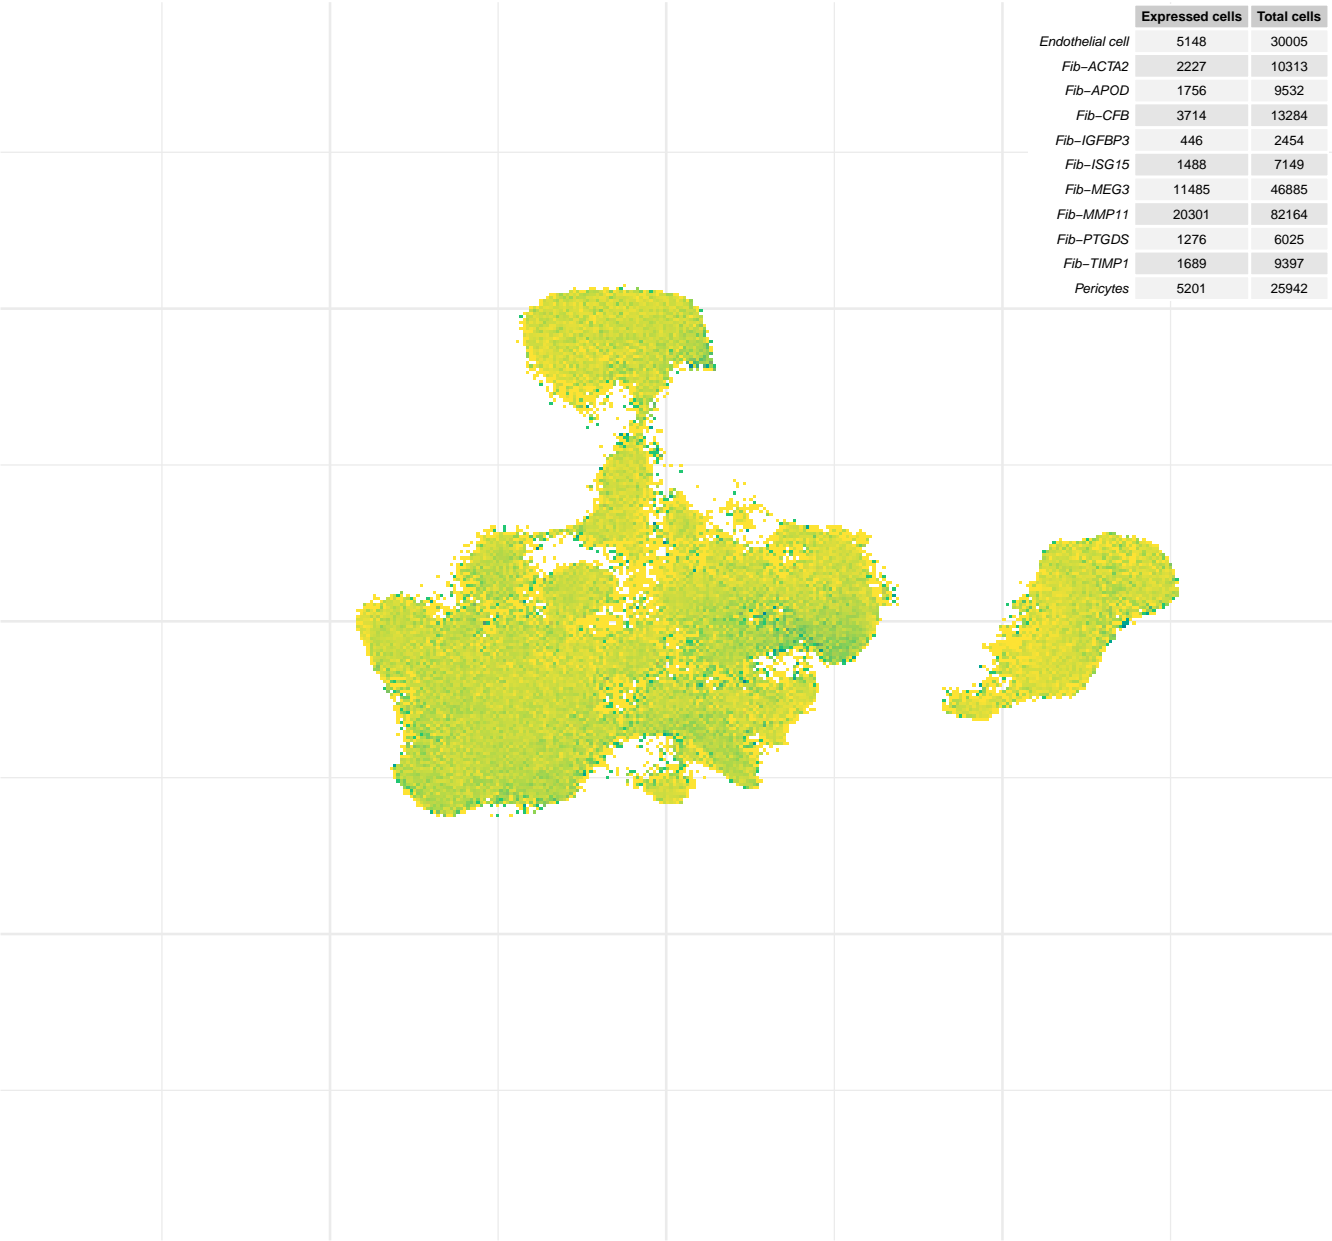 Expressed cells Total cells
Endothelial cell 5148 30005
Fib−ACTA2 2227 10313
Fib−APOD 1756 9532
Fib−CFB 3714 13284
Fib−IGFBP3 446 2454
Fib−ISG15 1488 7149
Fib−MEG3 11485 46885
Fib−MMP11 20301 82164
Fib−PTGDS 1276 6025
Fib−TIMP1 1689 9397
Pericytes 5201 25942